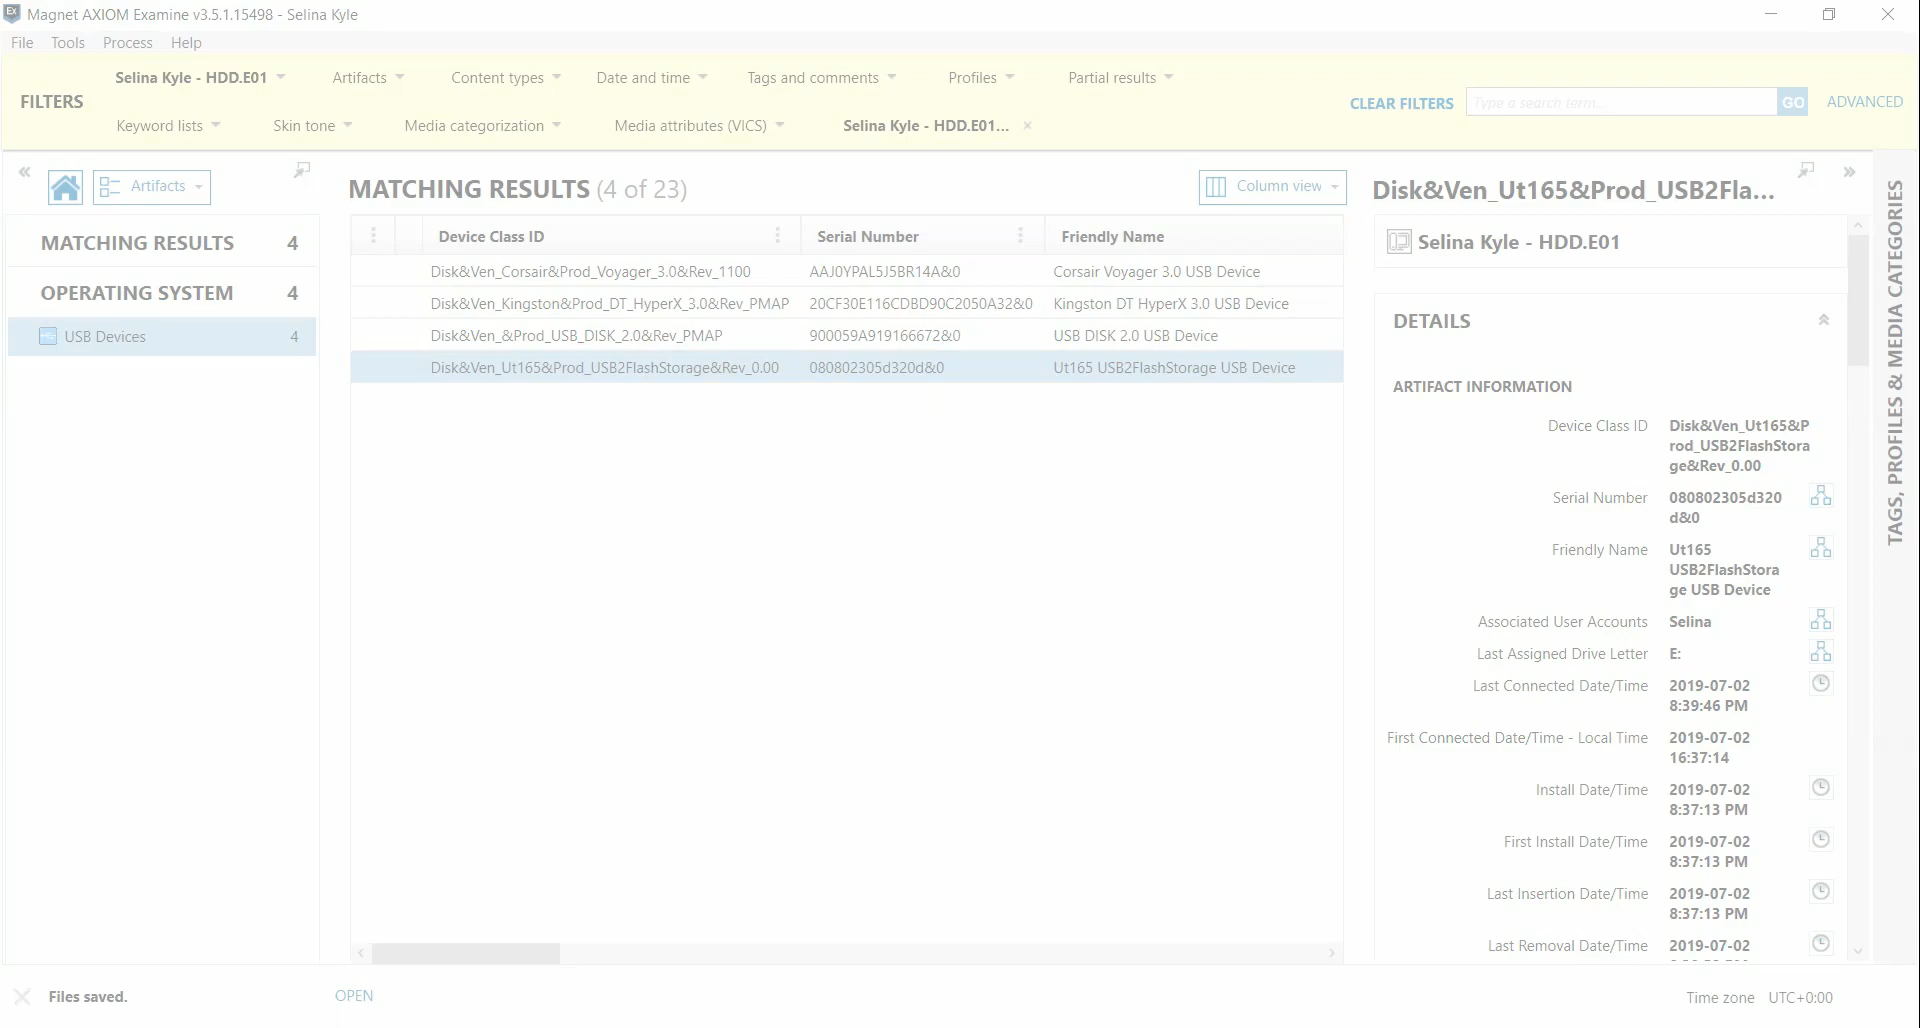 Magnet AXIOM Examine v3.5.1.15498 - Selina Kyle
File Tools Process Help
FILTERS
Selina Kyle - HDD.E01 Artifacts Content types Date and time Tags and comments Profiles Partial results
Keyword lists Skin tone Media categorization Media attributes (VICS) Selina Kyle - HDD.E01...
CLEAR FILTERS Type a search term... GO ADVANCED
Artifacts
MATCHING RESULTS 4
OPERATING SYSTEM 4
USB Devices 4
MATCHING RESULTS (4 of 23)
Column view
Device Class ID Serial Number Friendly Name
Disk&Ven_Corsair&Prod_Voyager_3.0&Rev_1100 AAJ0YPAL5J5BR14A&0 Corsair Voyager 3.0 USB Device
Disk&Ven_Kingston&Prod_DT_HyperX_3.0&Rev_PMAP 20CF30E116CDBD90C2050A32&0 Kingston DT HyperX 3.0 USB Device
Disk&Ven_&Prod_USB_DISK_2.0&Rev_PMAP 900059A919166672&0 USB DISK 2.0 USB Device
Disk&Ven_Ut165&Prod_USB2FlashStorage&Rev_0.00 080802305d320d&0 Ut165 USB2FlashStorage USB Device
Disk&Ven_Ut165&Prod_USB2Fla...
Selina Kyle - HDD.E01
DETAILS
ARTIFACT INFORMATION
Device Class ID Disk&Ven_Ut165&P
rod_USB2FlashStora
ge&Rev_0.00
Serial Number 080802305d320
d&0
Friendly Name Ut165
USB2FlashStora
ge USB Device
Associated User Accounts Selina
Last Assigned Drive Letter E:
Last Connected Date/Time 2019-07-02
8:39:46 PM
First Connected Date/Time - Local Time 2019-07-02
16:37:14
Install Date/Time 2019-07-02
8:37:13 PM
First Install Date/Time 2019-07-02
8:37:13 PM
Last Insertion Date/Time 2019-07-02
8:37:13 PM
Last Removal Date/Time 2019-07-02
TAGS, PROFILES & MEDIA CATEGORIES
Files saved. OPEN
Time zone UTC+0:00